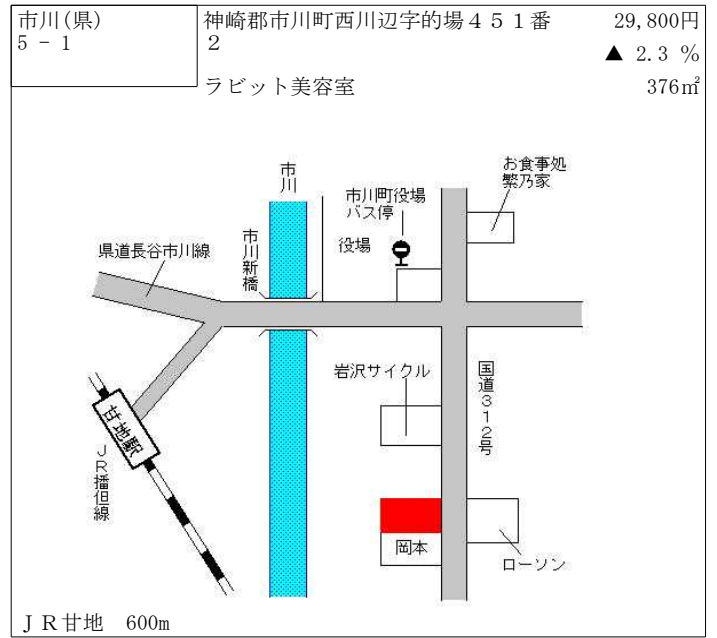 市川(県)
5 - 1
神崎郡市川町西川辺字的場４５１番
２
ラビット美容室
29,800円
▲ 2.3 %
376㎡
市川
お食事処
繁乃家
市川町役場
バス停
役場
市川新橋
県道長谷市川線
岩沢サイクル
国道３１２号
甘地駅
ＪＲ播但線
岡本
ローソン
ＪＲ甘地　600m